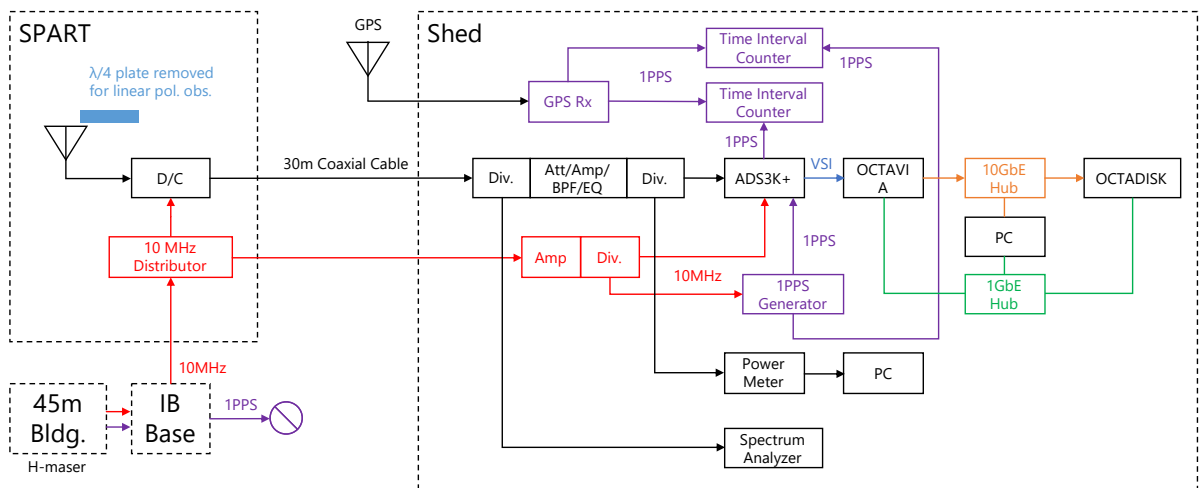 SPART
λ/4 plate removed
for linear pol. obs.
D/C
10 MHz
Distributor
10MHz
45m
Bldg.
H-maser
IB
Base
1PPS
GPS
30m Coaxial Cable
Shed
Time Interval
Counter
1PPS
1PPS
GPS Rx
Time Interval
Counter
1PPS
Div.
Att/Amp/
BPF/EQ
Div.
ADS3K+
VSI
OCTAVI
A
10GbE
Hub
OCTADISK
PC
1GbE
Hub
1PPS
Amp
Div.
10MHz
1PPS
Generator
Power
Meter
PC
Spectrum
Analyzer